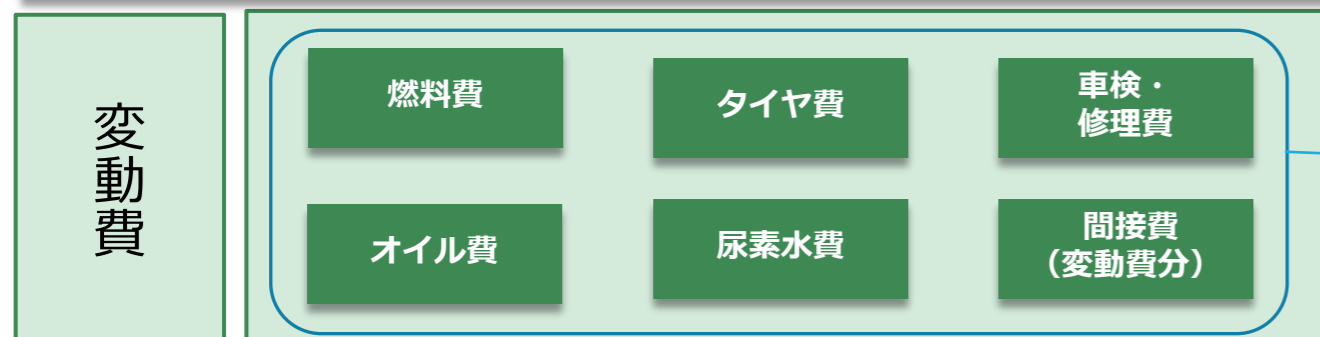 変動費
燃料費
タイヤ費
車検・
修理費
オイル費
尿素水費
間接費
（変動費分）